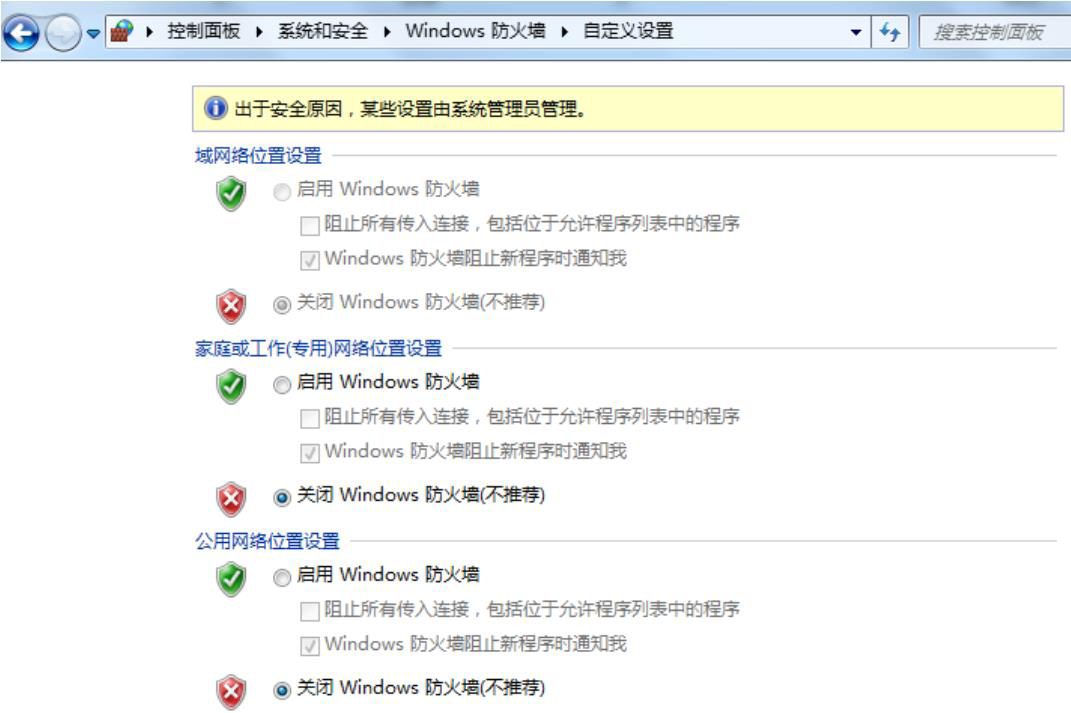 控制面板 系统和安全 Windows 防火墙 自定义设置 搜索控制面板
出于安全原因，某些设置由系统管理员管理。
域网络位置设置
启用 Windows 防火墙
阻止所有传入连接，包括位于允许程序列表中的程序
Windows 防火墙阻止新程序时通知我
关闭 Windows 防火墙(不推荐)
家庭或工作(专用)网络位置设置
启用 Windows 防火墙
阻止所有传入连接，包括位于允许程序列表中的程序
Windows 防火墙阻止新程序时通知我
关闭 Windows 防火墙(不推荐)
公用网络位置设置
启用 Windows 防火墙
阻止所有传入连接，包括位于允许程序列表中的程序
Windows 防火墙阻止新程序时通知我
关闭 Windows 防火墙(不推荐)